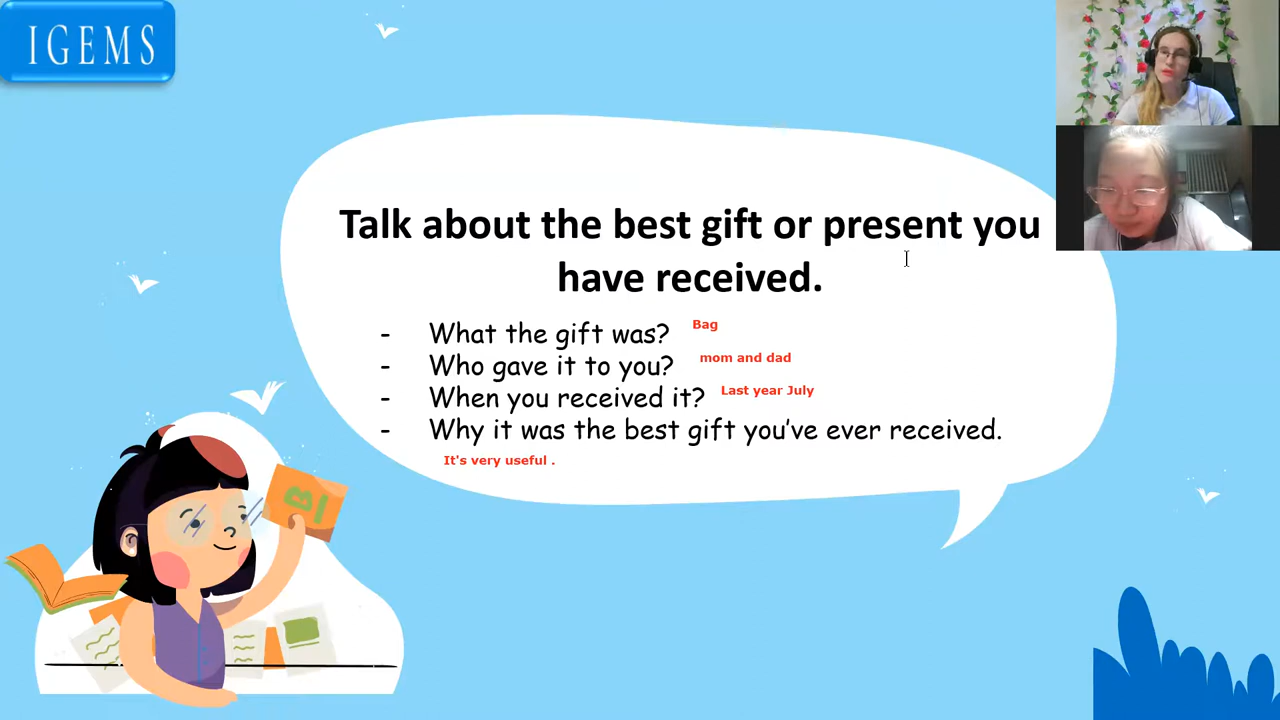 IGEMS
Talk about the best gift or present you
have received.
- What the gift was? Bag
- Who gave it to you? mom and dad
- When you received it? Last year July
- Why it was the best gift you've ever received.
It's very useful .